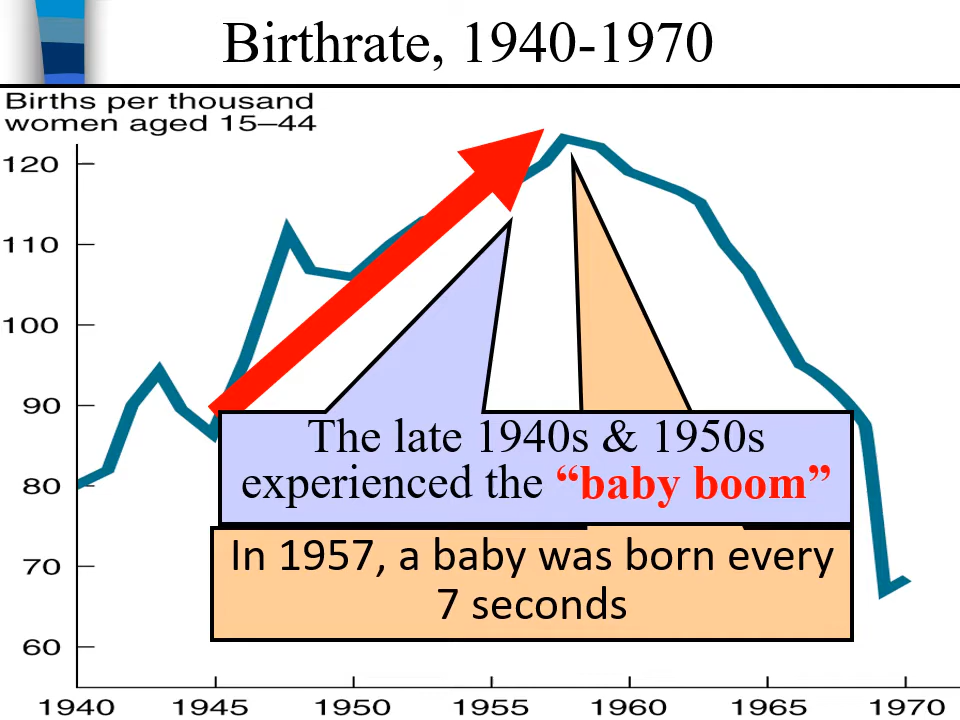 Birthrate, 1940-1970
Births per thousand
women aged 15–44
120
110
100
90
80
70
60
The late 1940s & 1950s
experienced the “baby boom”
In 1957, a baby was born every
7 seconds
1940 1945 1950 1955 1960 1965 1970